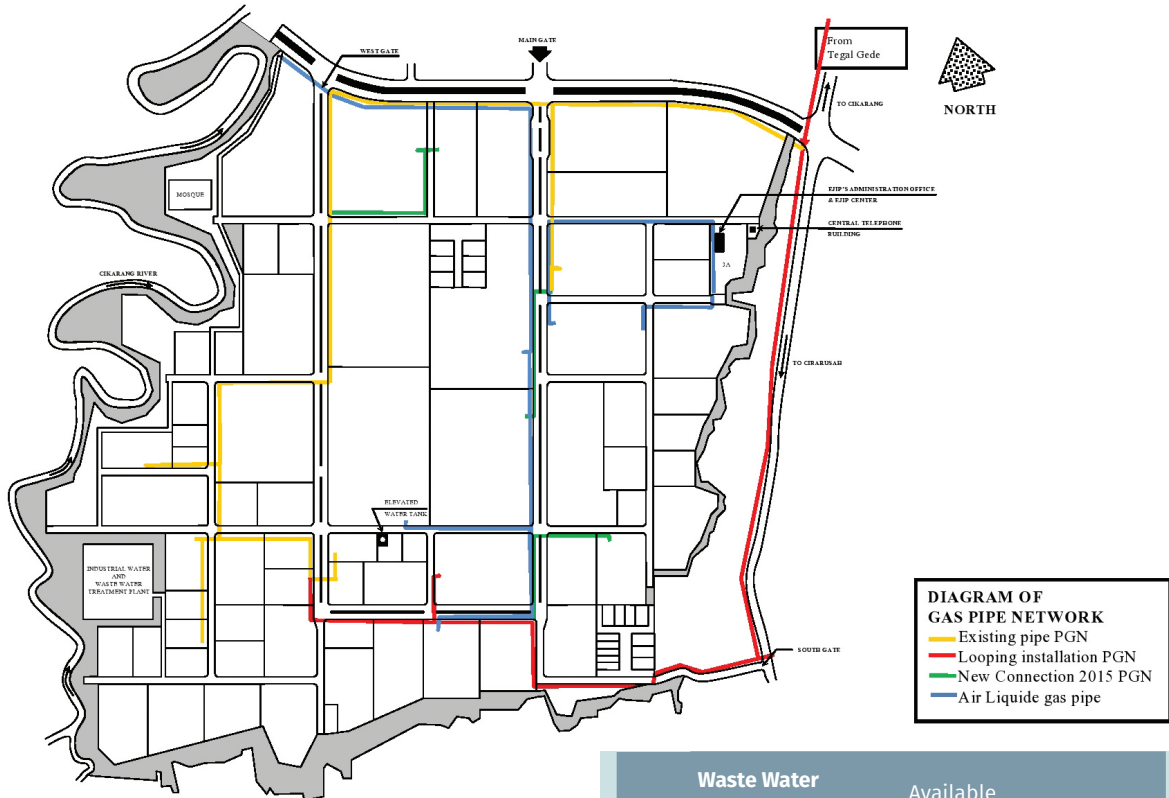 MAIN GATE
WEST GATE
From
Tegal Gede
NORTH
TO CIKARANG
MOSQUE
EJIP'S ADMINISTRATION OFFICE
& EJIP CENTER
CENTRAL TELEPHONE
BUILDING
3A
CIKARANG RIVER
TO CIBARUSAH
ELEVATED
WATER TANK
INDUSTRIAL WATER
AND
WASTE WATER
TREATMENT PLANT
SOUTH GATE
DIAGRAM OF
GAS PIPE NETWORK
Existing pipe PGN
Looping installation PGN
New Connection 2015 PGN
Air Liquide gas pipe
Waste Water
Available